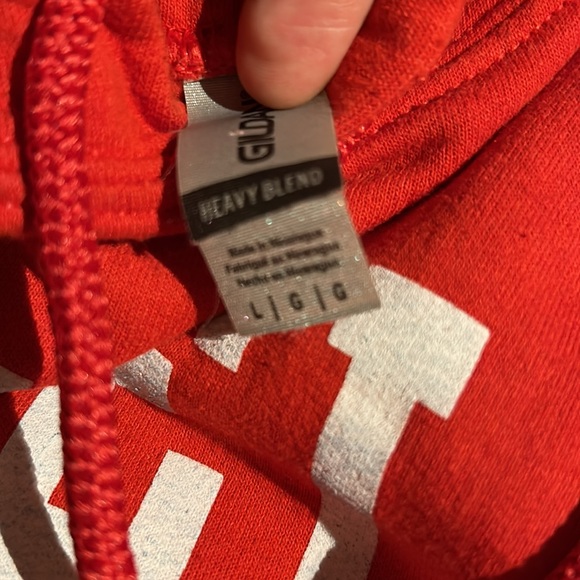 GILDAN
HEAVY BLEND
Made in Nicaragua
Fabriqué au Nicaragua
Hecho en Nicaragua
L | G | G